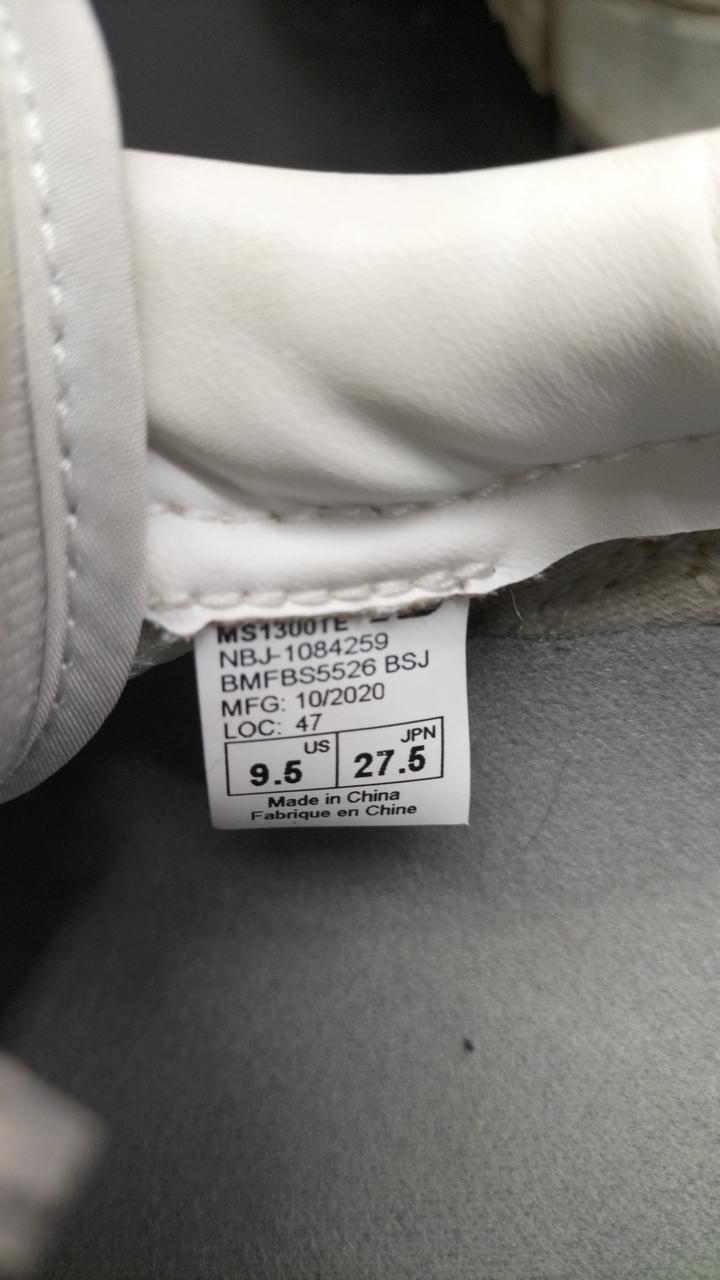 MS1300TE
NBJ-1084259
BMFBS5526 BSJ
MFG: 10/2020
LOC: 47
US JPN
9.5 27.5
Made in China
Fabrique en Chine